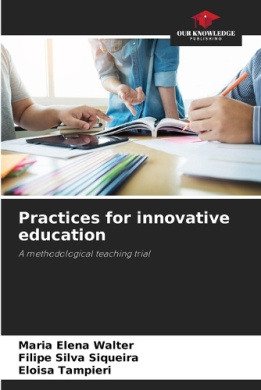 OUR KNOWLEDGE
PUBLISHING
Practices for innovative
education
A methodological teaching trial
Maria Elena Walter
Filipe Silva Siqueira
Eloisa Tampieri